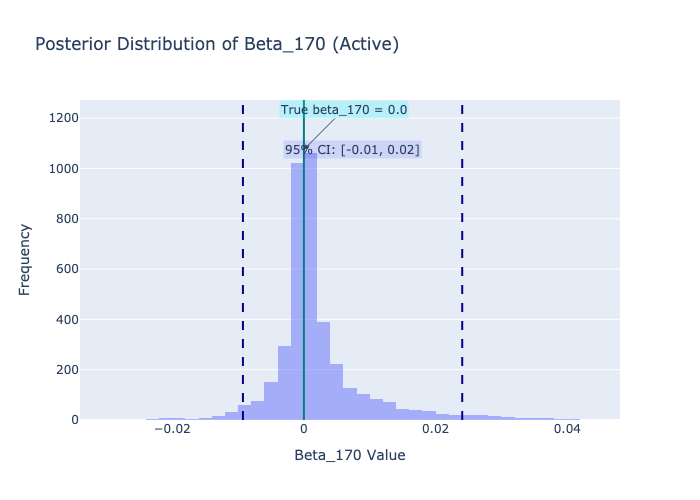 Posterior Distribution of Beta_170 (Active)
True beta_170 = 0.0
95% CI: [-0.01, 0.02]
1200
1000
800
600
400
200
0
Frequency
−0.02
0
0.02
0.04
Beta_170 Value